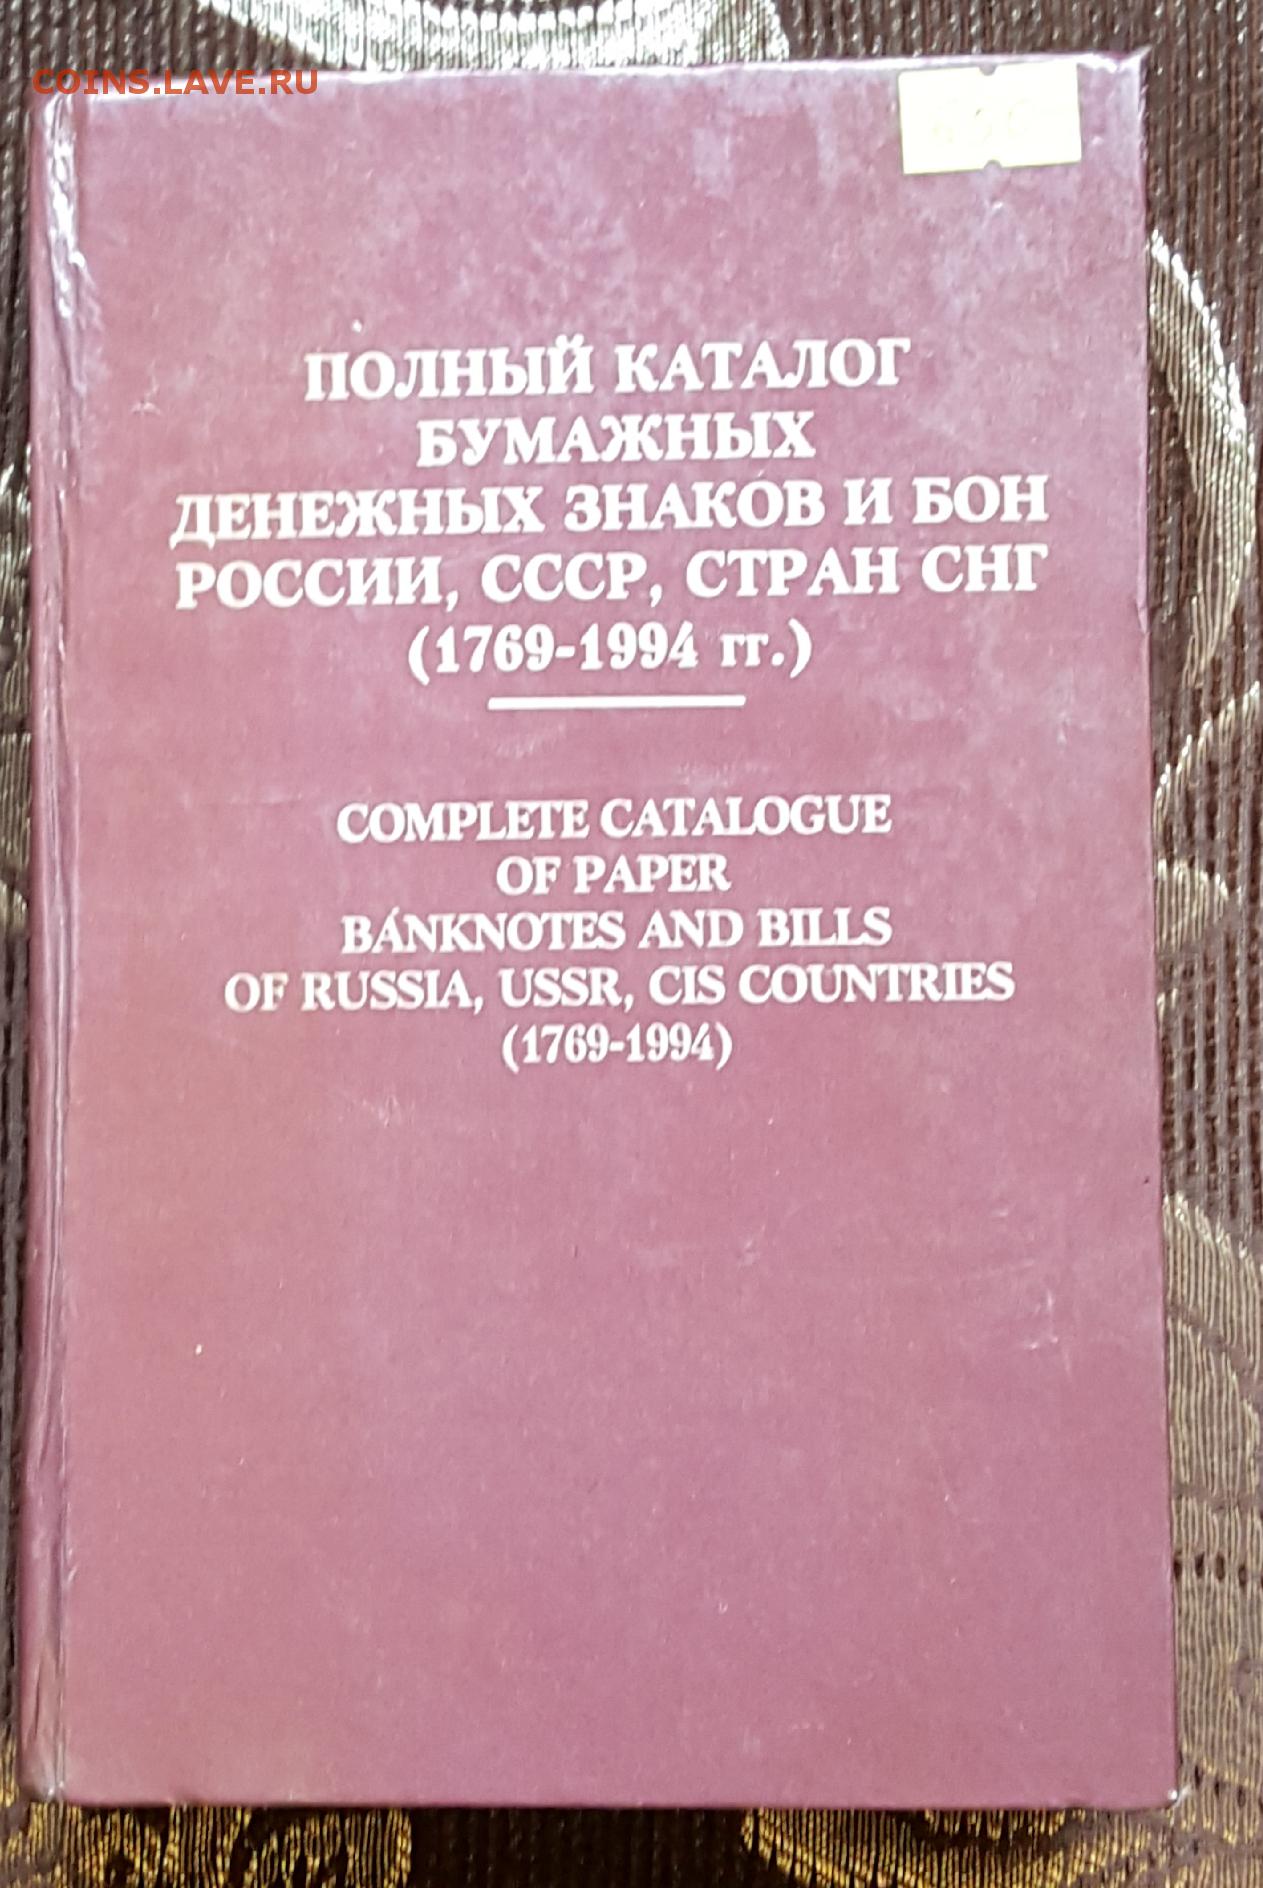 COINS.LAVE.RU
ПОЛНЫЙ КАТАЛОГ
БУМАЖНЫХ
ДЕНЕЖНЫХ ЗНАКОВ И БОН
РОССИИ, СССР, СТРАН СНГ
(1769-1994 гг.)
COMPLETE CATALOGUE
OF PAPER
BANKNOTES AND BILLS
OF RUSSIA, USSR, CIS COUNTRIES
(1769-1994)